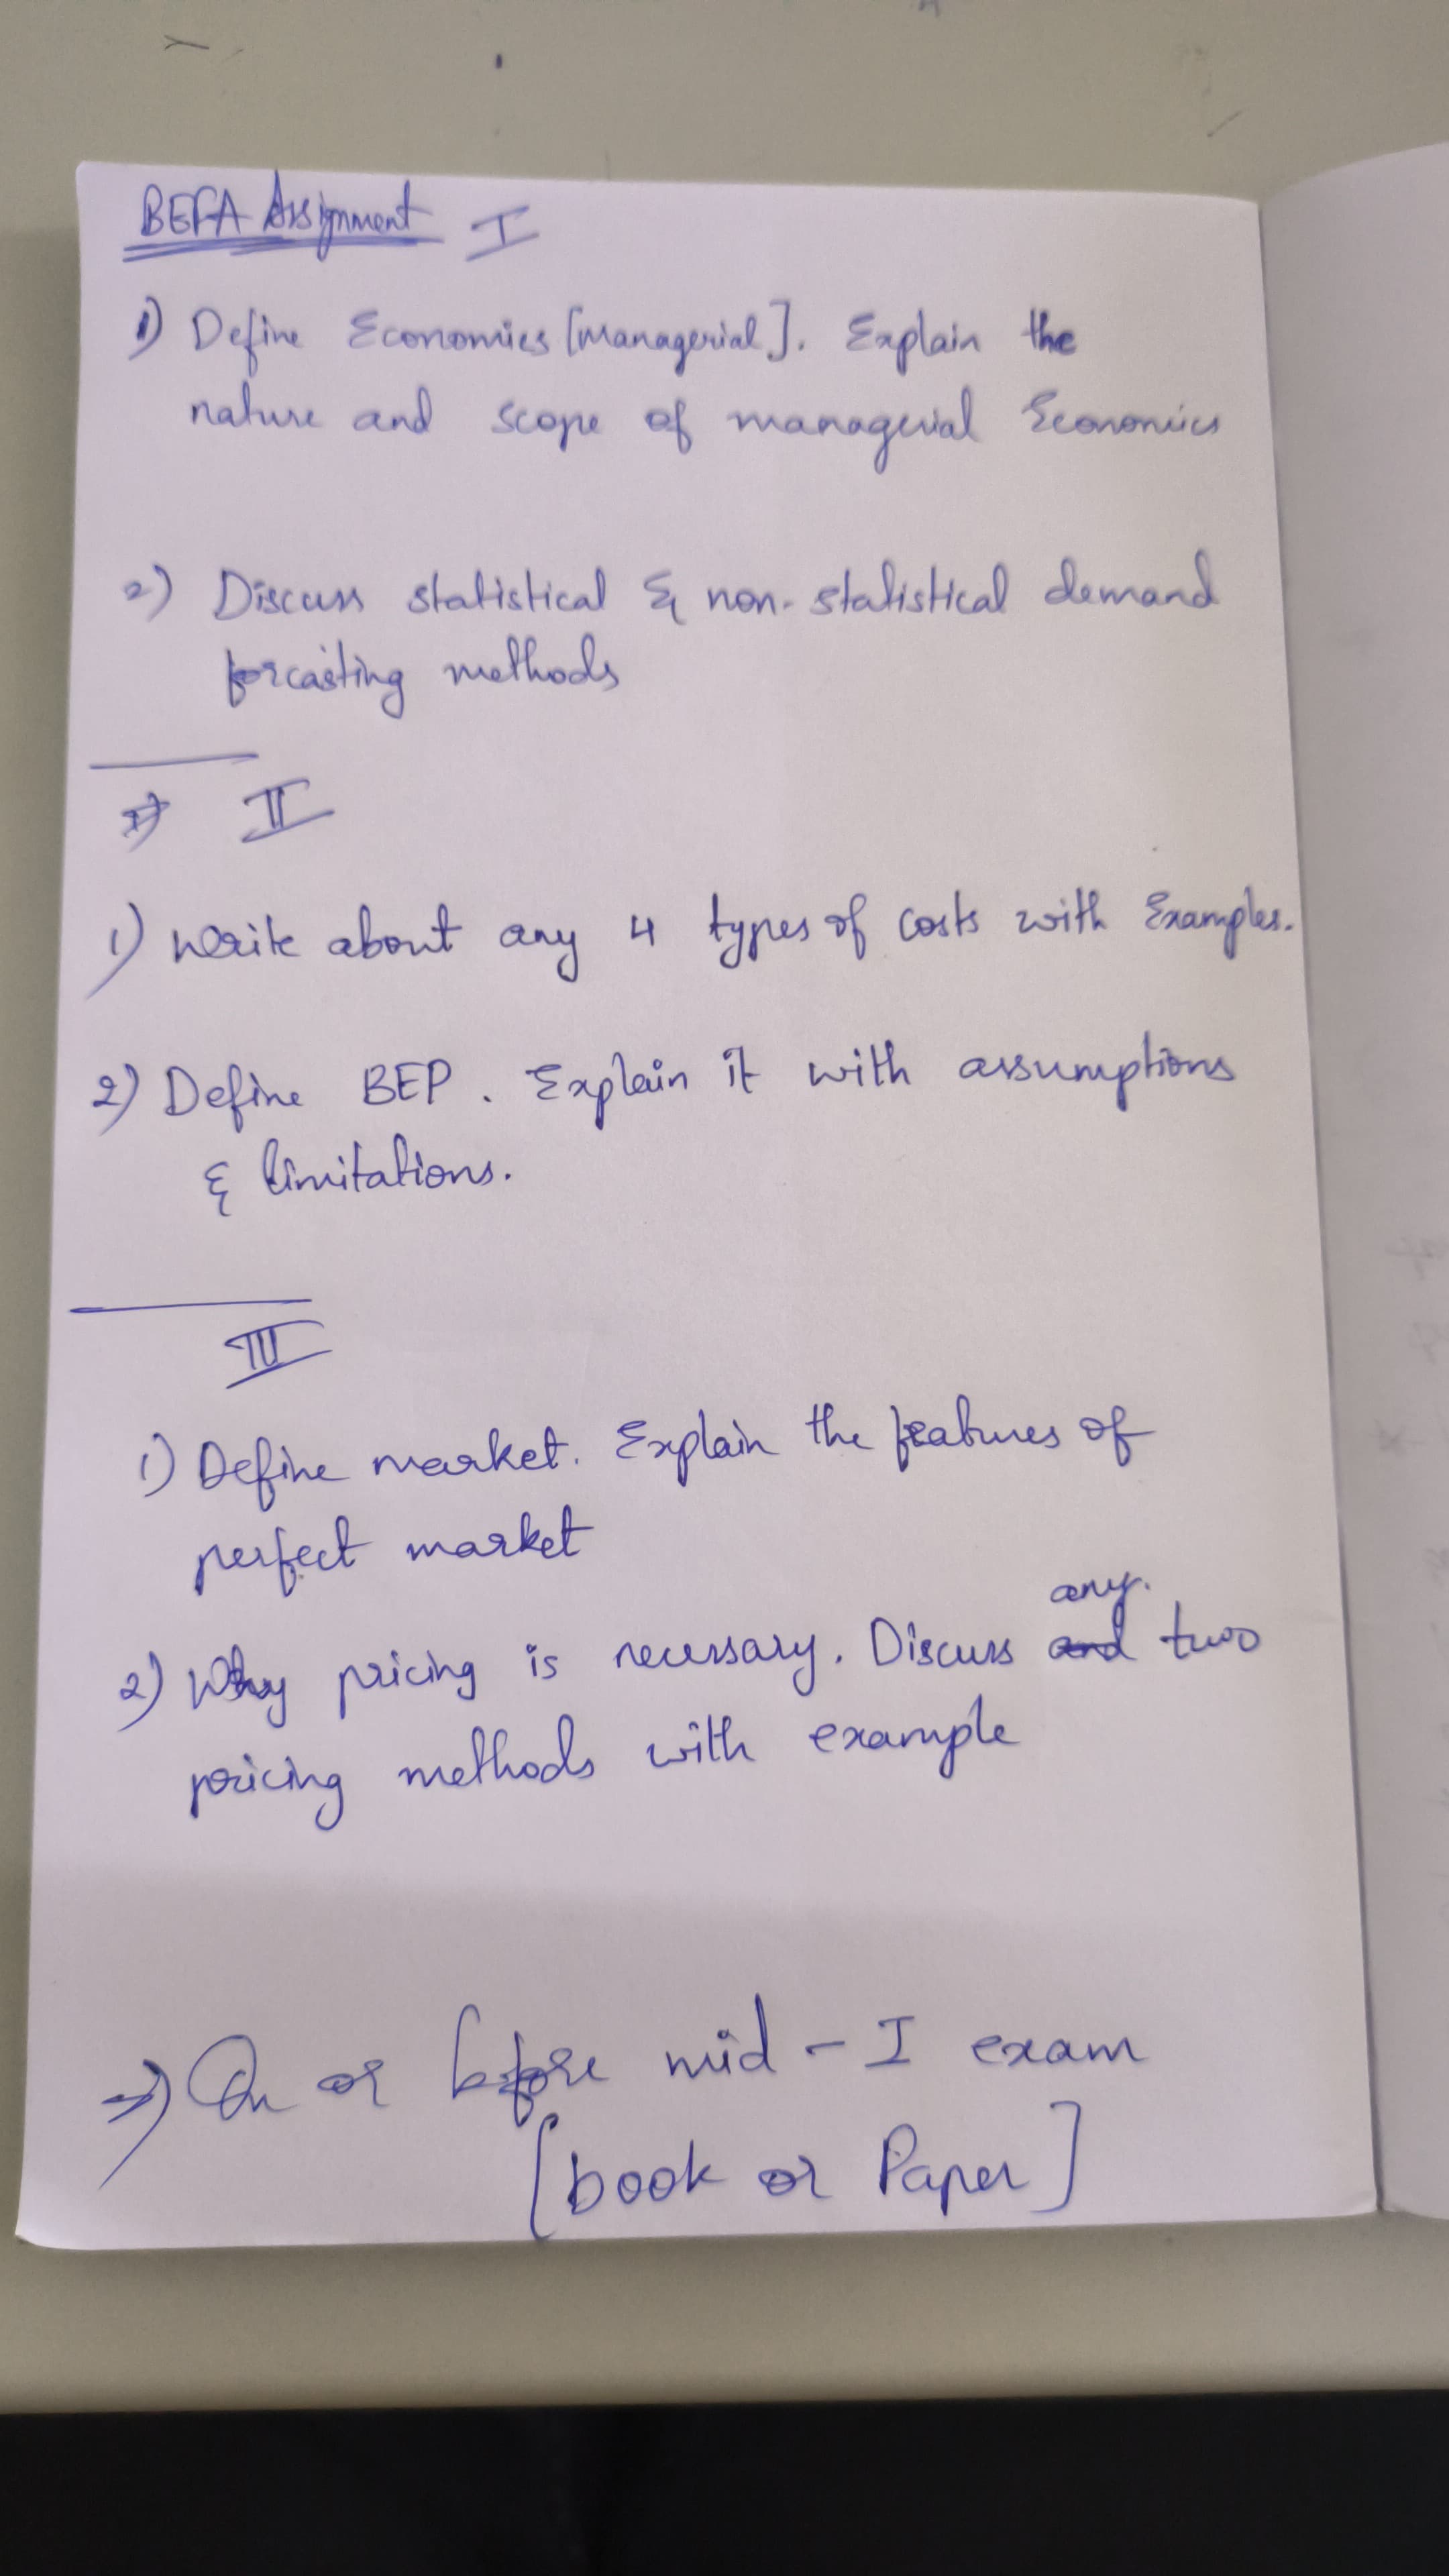 BEFA Assignment I
1) Define Economics [Managerial]. Explain the
nature and scope of managerial Economics
2) Discuss statistical & non-statistical demand
forcasting methods
II
1) Write about any 4 types of costs with Examples.
2) Define BEP. Explain it with assumptions
& limitations.
III
1) Define market. Explain the features of
perfect market
any.
2) Why pricing is necessary. Discuss and two
pricing methods with example
=> On or before mid - I exam
[book or Paper]